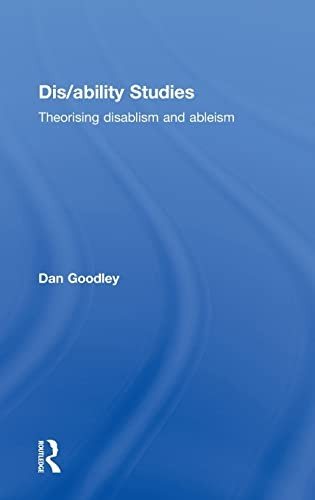 Dis/ability Studies
Theorising disablism and ableism
Dan Goodley
ROUTLEDGE